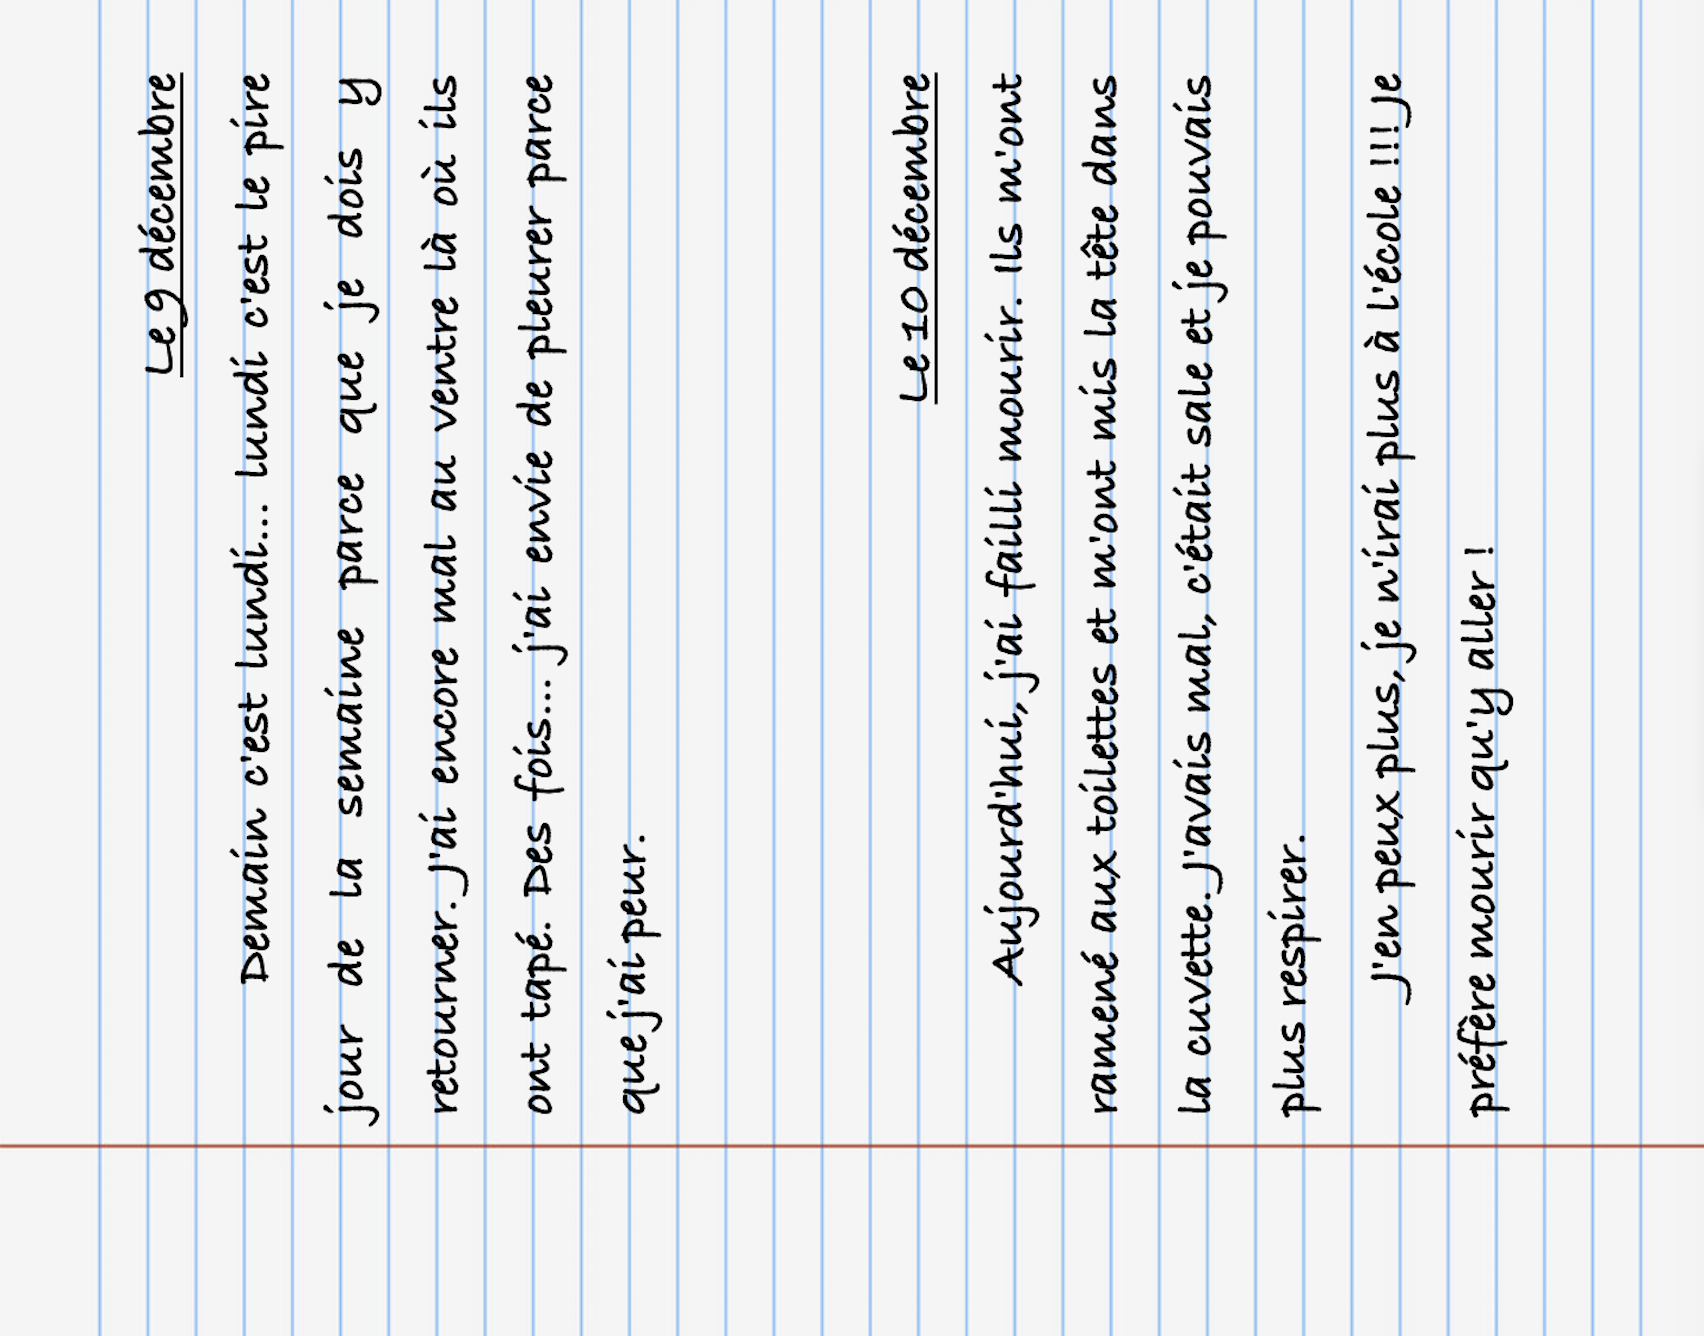 Le 9 décembre
Demain c'est lundi... lundi c'est le pire
jour de la semaine parce que je dois y
retourner. J'ai encore mal au ventre là où ils
ont tapé. Des fois... j'ai envie de pleurer parce
que j'ai peur.
Le 10 décembre
Aujourd'hui, j'ai failli mourir. Ils m'ont
ramené aux toilettes et m'ont mis la tête dans
la cuvette. J'avais mal, c'était sale et je pouvais
plus respirer.
J'en peux plus, je n'irai plus à l'école !!! Je
préfère mourir qu'y aller !